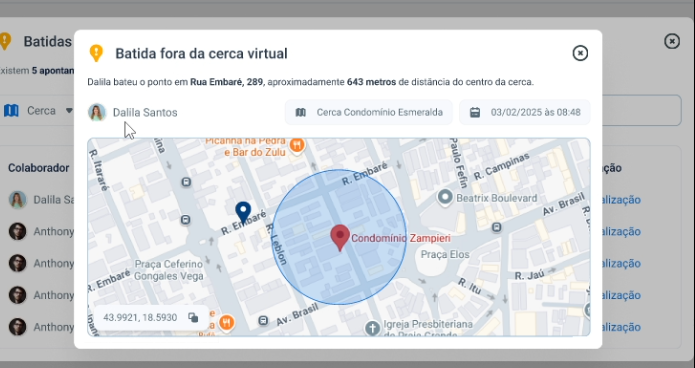 Batidas
Batida fora da cerca virtual
existem 5 apontan
Dalila bateu o ponto em Rua Embaré, 289, aproximadamente 643 metros de distância do centro da cerca.
Cerca
Dalila Santos
Cerca Condomínio Esmeralda
03/02/2025 às 08:48
Colaborador
ção
Picanha na Pedra
e Bar do Zulu
R. Itararé
R. Embaré
Paulo Fefin
R. Campinas
Beatrix Boulevard
Av. Brasil
Dalila Sa
alização
R. Embaré
R. Leblon
Condomínio Zampieri
Anthony
alização
Praça Elos
Praça Ceferino
Gongales Vega
Anthony
alização
R. Embaré
R. Itu
R. Jaú
Anthony
alização
43.9921, 18.5930
Av. Brasil
Igreja Presbiteriana
de Praia Grande
Anthony
alização